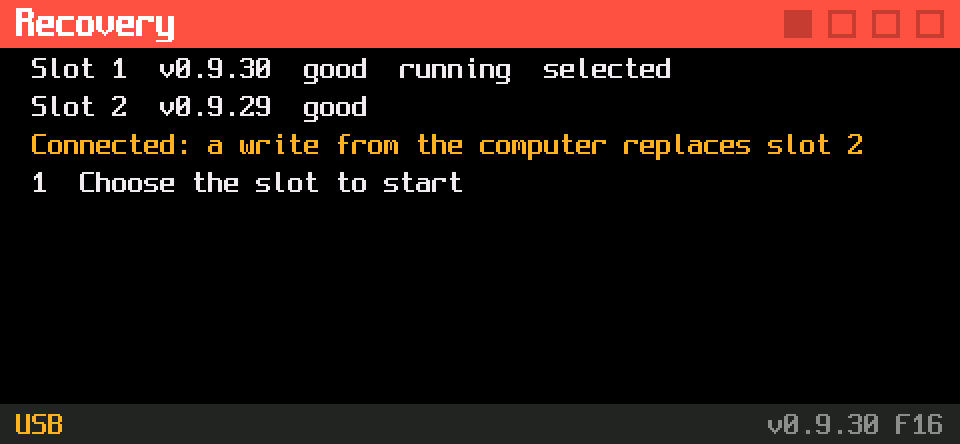 Recovery
Slot 1  v0.9.30  good  running  selected
Slot 2  v0.9.29  good
Connected: a write from the computer replaces slot 2
1  Choose the slot to start
USB
v0.9.30 F16